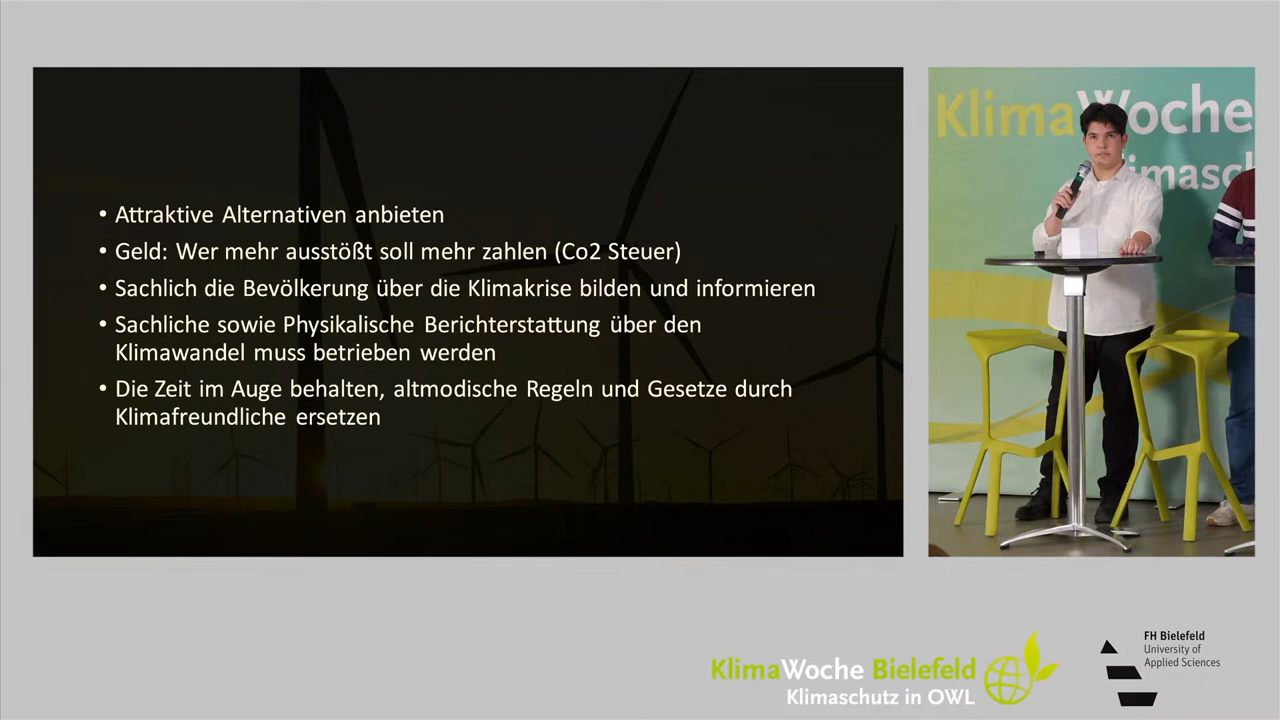 • Attraktive Alternativen anbieten
• Geld: Wer mehr ausstößt soll mehr zahlen (Co2 Steuer)
• Sachlich die Bevölkerung über die Klimakrise bilden und informieren
• Sachliche sowie Physikalische Berichterstattung über den
Klimawandel muss betrieben werden
• Die Zeit im Auge behalten, altmodische Regeln und Gesetze durch
Klimafreundliche ersetzen
KlimaWoche
limasch
KlimaWoche Bielefeld
Klimaschutz in OWL
FH Bielefeld
University of
Applied Sciences